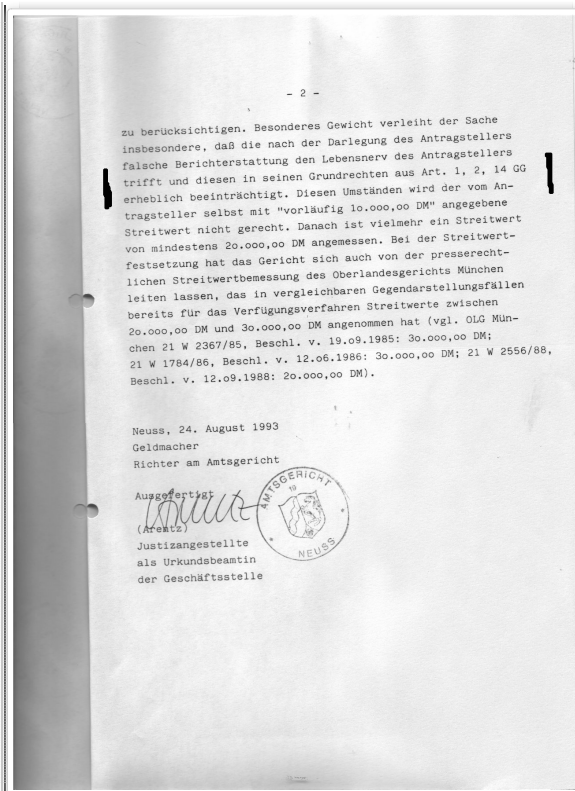 - 2 -
zu berücksichtigen. Besonderes Gewicht verleiht der Sache
insbesondere, daß die nach der Darlegung des Antragstellers
falsche Berichterstattung den Lebensnerv des Antragstellers
trifft und diesen in seinen Grundrechten aus Art. 1, 2, 14 GG
erheblich beeinträchtigt. Diesen Umständen wird der vom An-
tragsteller selbst mit "vorläufig 1o.ooo,oo DM" angegebene
Streitwert nicht gerecht. Danach ist vielmehr ein Streitwert
von mindestens 2o.ooo,oo DM angemessen. Bei der Streitwert-
festsetzung hat das Gericht sich auch von der presserecht-
lichen Streitwertbemessung des Oberlandesgerichts München
leiten lassen, das in vergleichbaren Gegendarstellungsfällen
bereits für das Verfügungsverfahren Streitwerte zwischen
2o.ooo,oo DM und 3o.ooo,oo DM angenommen hat (vgl. OLG Mün-
chen 21 W 2367/85, Beschl. v. 19.o9.1985: 3o.ooo,oo DM;
21 W 1784/86, Beschl. v. 12.o6.1986: 3o.ooo,oo DM; 21 W 2556/88,
Beschl. v. 12.o9.1988: 2o.ooo,oo DM).
Neuss, 24. August 1993
Geldmacher
Richter am Amtsgericht
Ausgefertigt
(Arentz)
Justizangestellte
als Urkundsbeamtin
der Geschäftsstelle
AMTSGERICHT
19
NEUSS